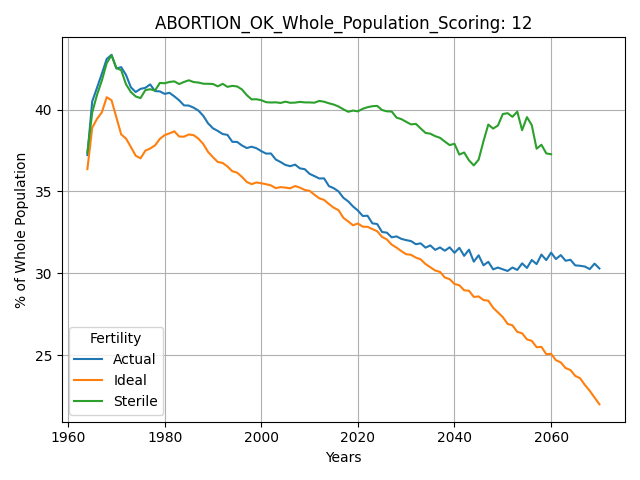 ABORTION_OK_Whole_Population_Scoring: 12
% of Whole Population
40
35
30
25
Fertility
Actual
Ideal
Sterile
1960 1980 2000 2020 2040 2060
Years